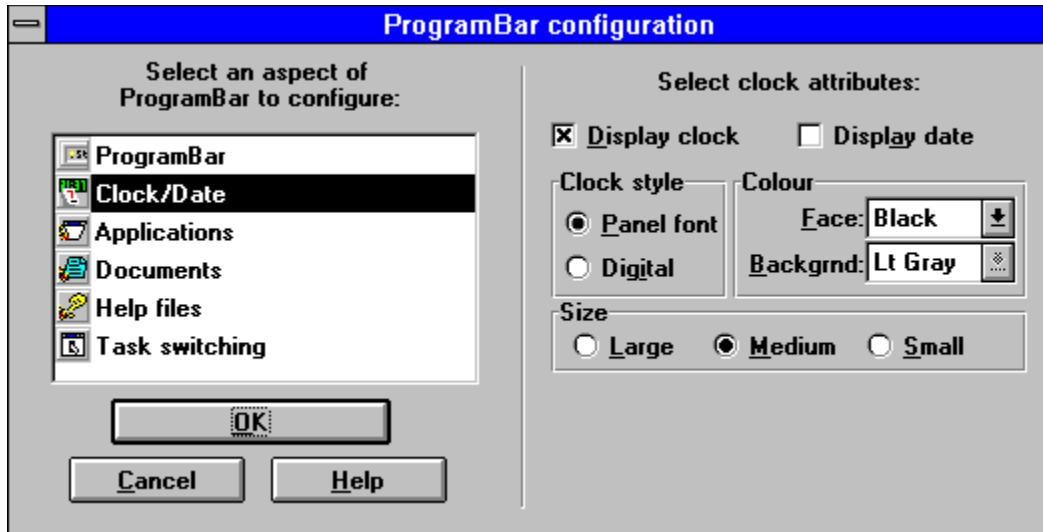 ProgramBar configuration
Select an aspect of
ProgramBar to configure:
ProgramBar
Clock/Date
Applications
Documents
Help files
Task switching
OK
Cancel Help
Select clock attributes:
Display clock Display date
Clock style Colour
Panel font Face: Black
Digital Backgrnd: Lt Gray
Size
Large Medium Small